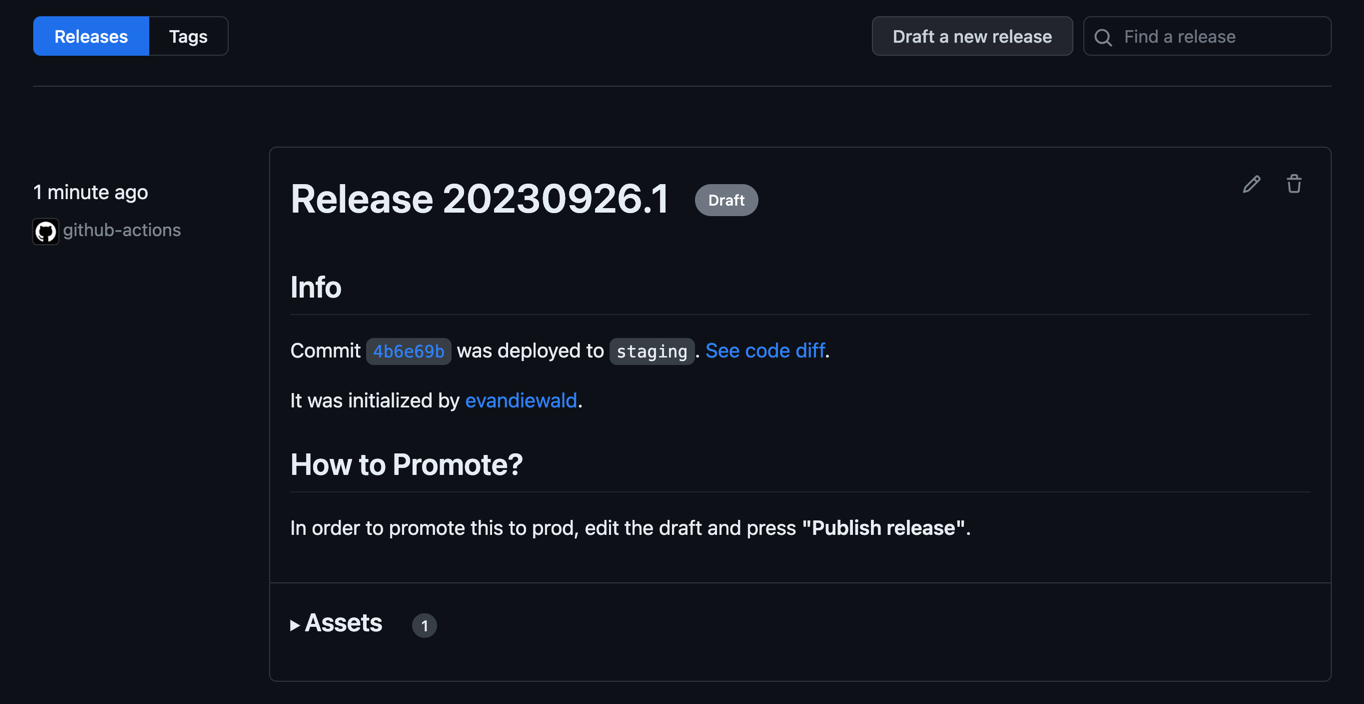 Releases Tags Draft a new release Find a release
1 minute ago
github-actions
Release 20230926.1 Draft
Info
Commit 4b6e69b was deployed to staging. See code diff.
It was initialized by evandiewald.
How to Promote?
In order to promote this to prod, edit the draft and press "Publish release".
Assets 1